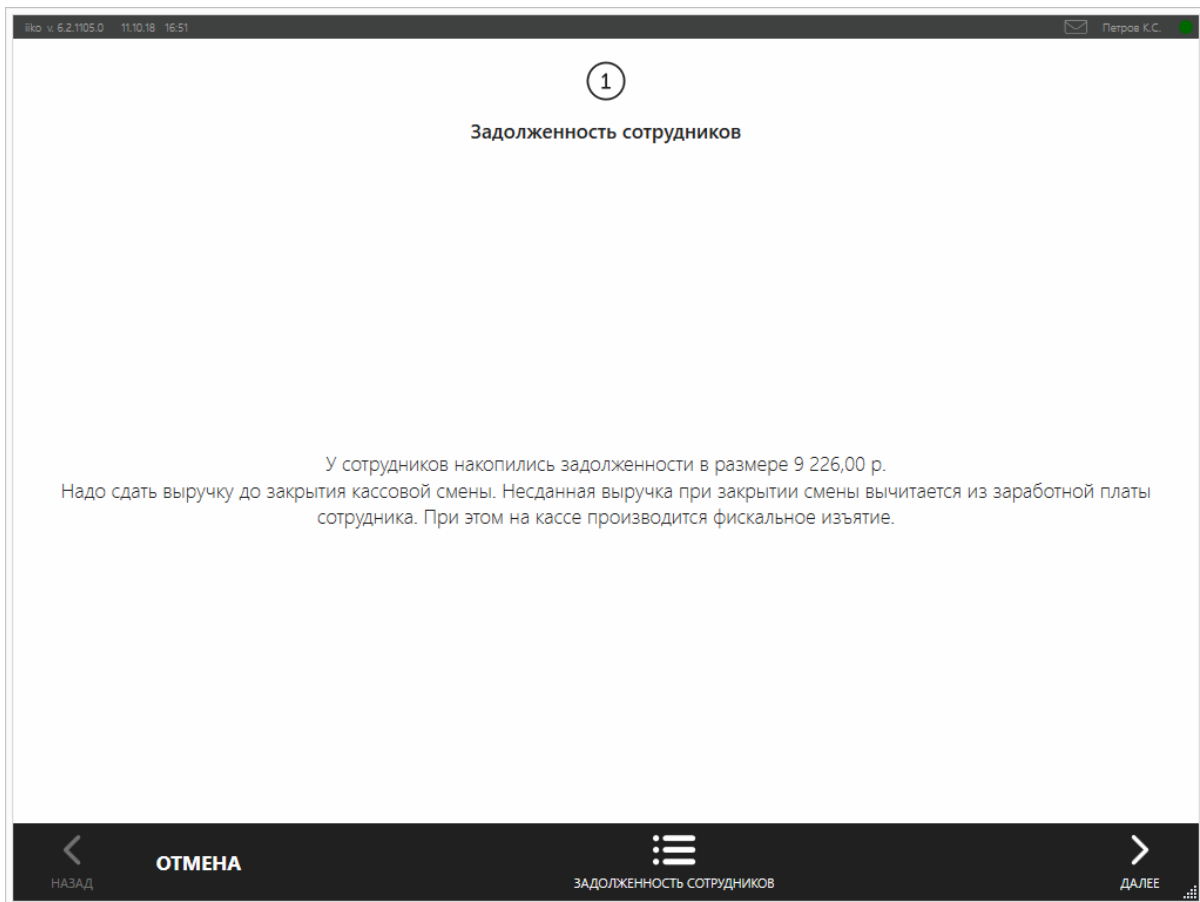 iiko v. 6.2.1105.0 11.10.18 16:51 Петров К.С.
1
Задолженность сотрудников
У сотрудников накопились задолженности в размере 9 226,00 р.
Надо сдать выручку до закрытия кассовой смены. Несданная выручка при закрытии смены вычитается из заработной платы
сотрудника. При этом на кассе производится фискальное изъятие.
НАЗАД
ОТМЕНА
ЗАДОЛЖЕННОСТЬ СОТРУДНИКОВ
ДАЛЕЕ